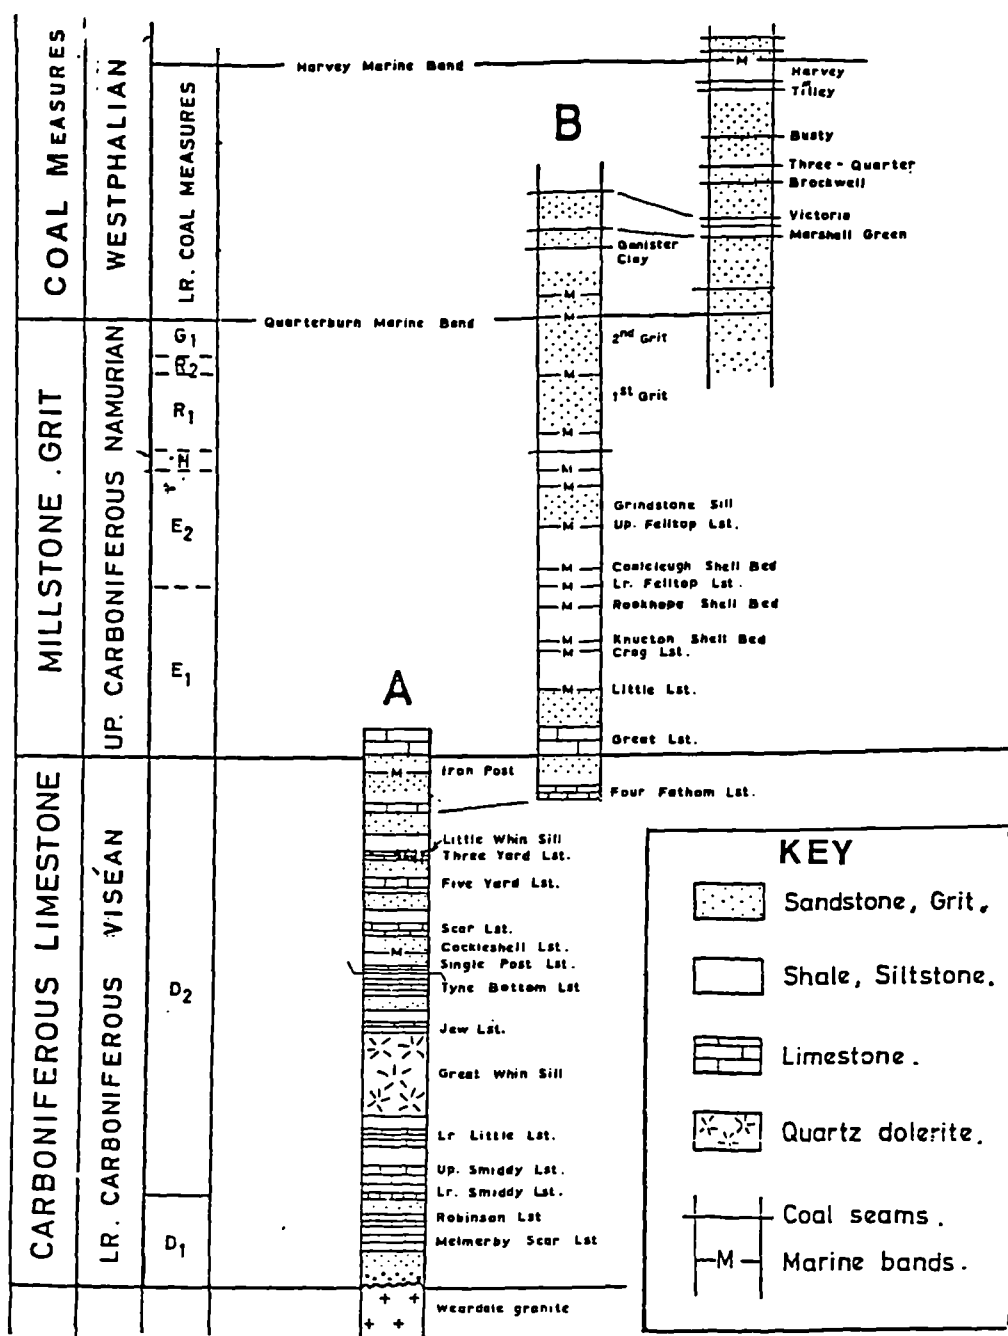 COAL MEASURES
WESTPHALIAN
LR. COAL MEASURES
MILLSTONE .GRIT
UP. CARBONIFEROUS NAMURIAN
G1
R2
R1
H
E2
E1
CARBONIFEROUS LIMESTONE
LR. CARBONIFEROUS VISÉAN
D2
D1
Harvey Marine Band
M
Harvey
Tilley
Busty
Three - Quarter
Brockwell
Victoria
Marshall Green
B
Ganister
Clay
M
Quarterburn Marine Band
M
2nd Grit
M
1st Grit
M
M
M
Grindstone Sill
M
Up. Felltop Lst.
M
Coalcleugh Shell Bed
M
Lr. Felltop Lst.
M
Rookhope Shell Bed
M
Knucton Shell Bed
M
Crag Lst.
M
Little Lst.
Great Lst.
Four Fathom Lst.
A
M
Iron Post
Little Whin Sill
Three Yard Lst.
Five Yard Lst.
Scar Lst.
M
Cockleshell Lst.
Single Post Lst.
Tyne Bottom Lst
Jew Lst.
Great Whin Sill
Lr Little Lst.
Up. Smiddy Lst.
Lr. Smiddy Lst.
Robinson Lst
Melmerby Scar Lst
Weardale granite
KEY
Sandstone, Grit.
Shale, Siltstone.
Limestone.
Quartz dolerite.
Coal seams.
M
Marine bands.